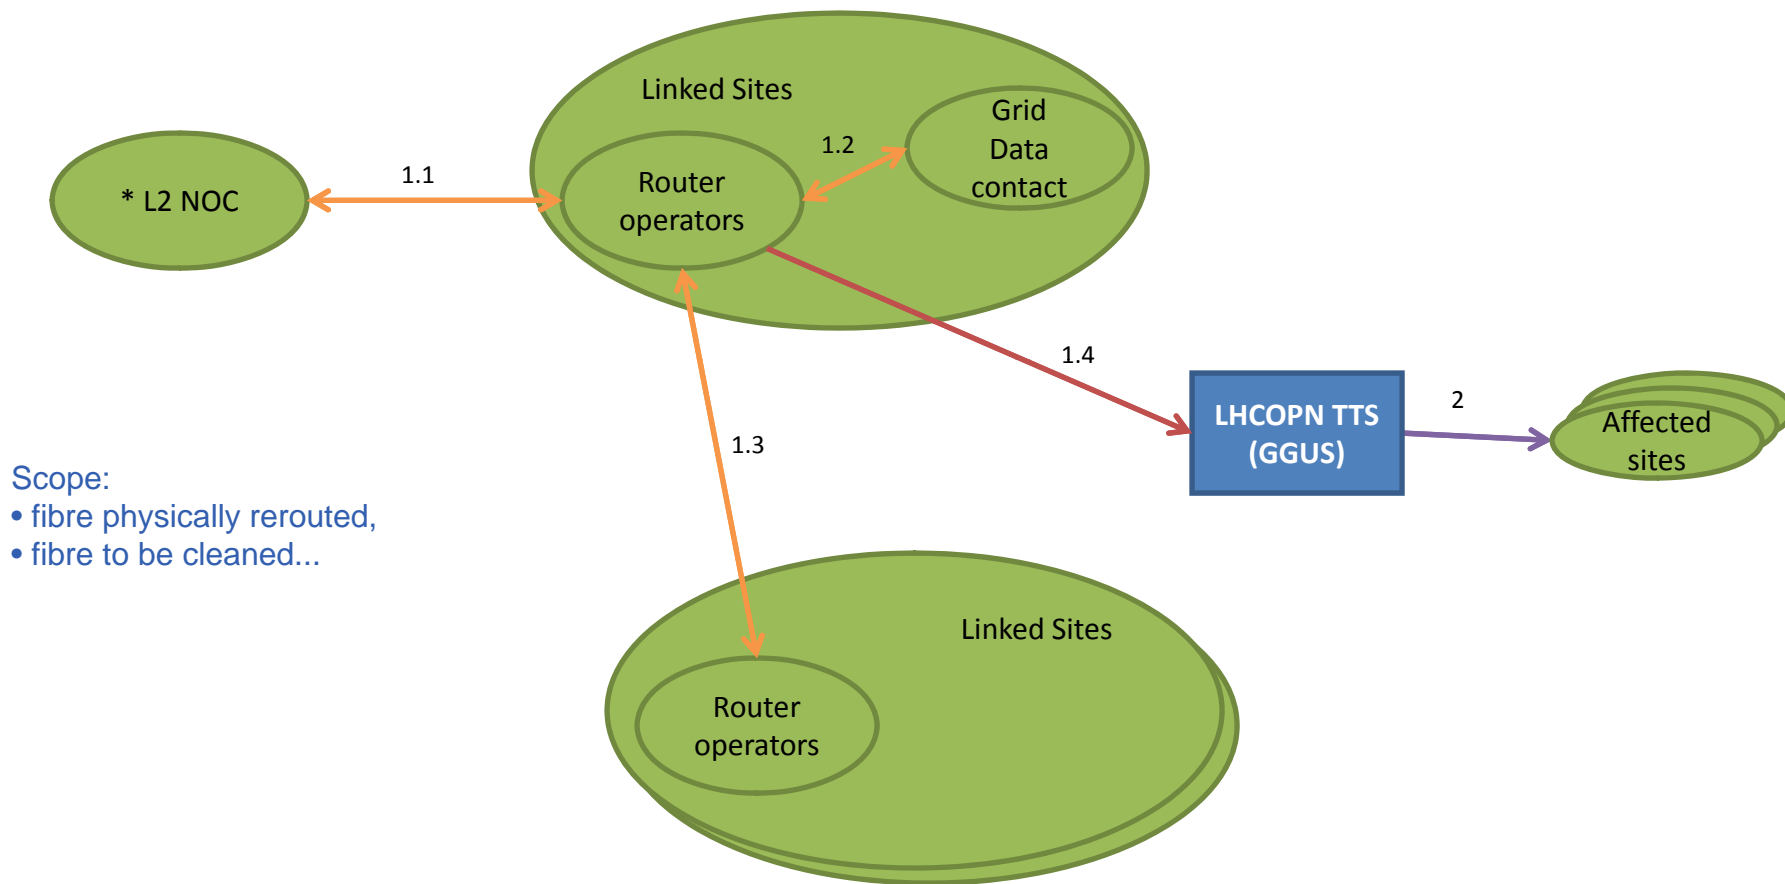 Linked Sites
Grid
Data
contact
1.2
1.1
* L2 NOC
Router
operators
1.4
1.3
LHCOPN TTS
(GGUS)
2
Affected
sites
Scope:
• fibre physically rerouted,
• fibre to be cleaned...
Linked Sites
Router
operators